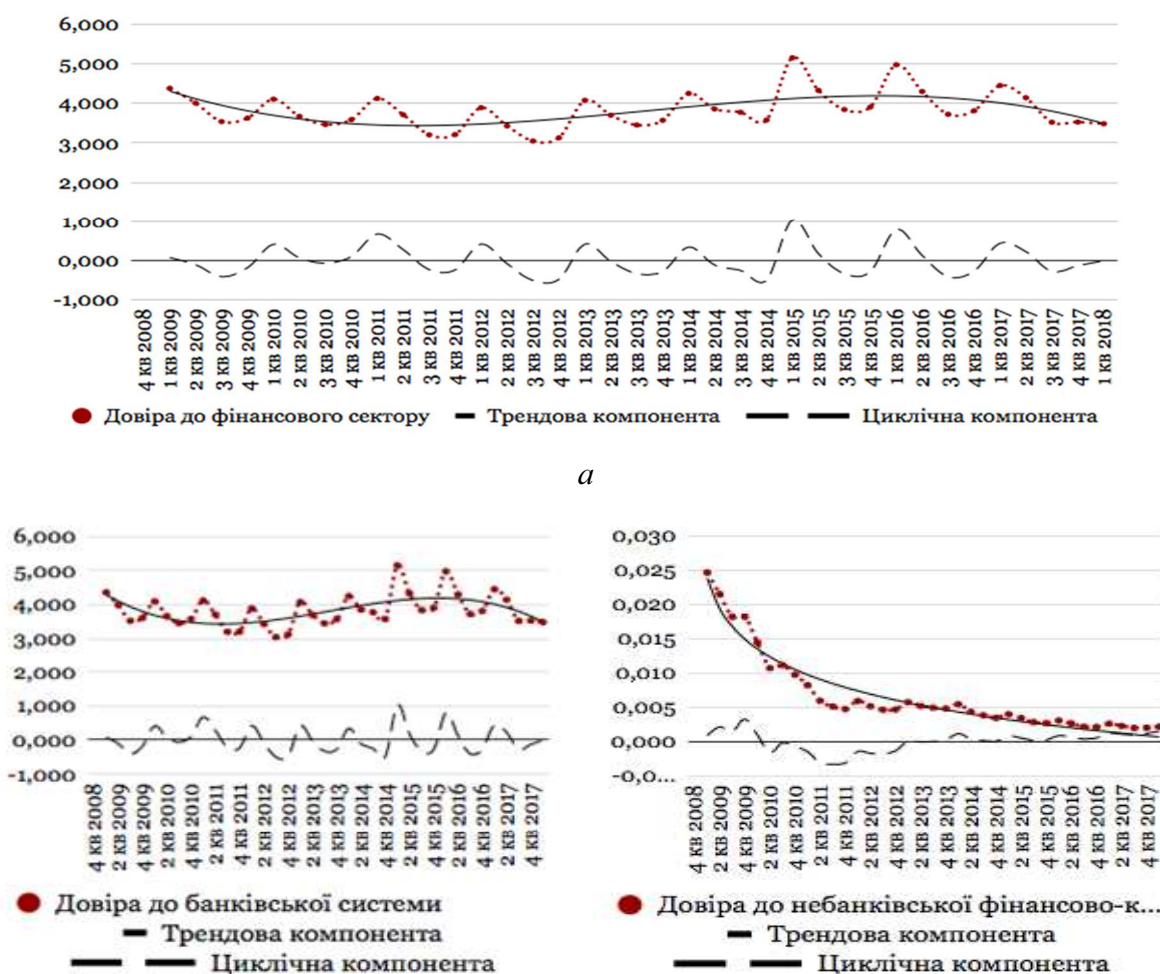 6,000
5,000
4,000
3,000
2,000
1,000
0,000
-1,000
4 кв 2008
1 кв 2009
2 кв 2009
3 кв 2009
4 кв 2009
1 кв 2010
2 кв 2010
3 кв 2010
4 кв 2010
1 кв 2011
2 кв 2011
3 кв 2011
4 кв 2011
1 кв 2012
2 кв 2012
3 кв 2012
4 кв 2012
1 кв 2013
2 кв 2013
3 кв 2013
4 кв 2013
1 кв 2014
2 кв 2014
3 кв 2014
4 кв 2014
1 кв 2015
2 кв 2015
3 кв 2015
4 кв 2015
1 кв 2016
2 кв 2016
3 кв 2016
4 кв 2016
1 кв 2017
2 кв 2017
3 кв 2017
4 кв 2017
1 кв 2018
Довіра до фінансового сектору Трендова компонента Циклічна компонента
а
6,000
5,000
4,000
3,000
2,000
1,000
0,000
-1,000
4 кв 2008
2 кв 2009
4 кв 2009
2 кв 2010
4 кв 2010
2 кв 2011
4 кв 2011
2 кв 2012
4 кв 2012
2 кв 2013
4 кв 2013
2 кв 2014
4 кв 2014
2 кв 2015
4 кв 2015
2 кв 2016
4 кв 2016
2 кв 2017
4 кв 2017
Довіра до банківської системи
Трендова компонента
Циклічна компонента
0,030
0,025
0,020
0,015
0,010
0,005
0,000
-0,0...
4 кв 2008
2 кв 2009
4 кв 2009
2 кв 2010
4 кв 2010
2 кв 2011
4 кв 2011
2 кв 2012
4 кв 2012
2 кв 2013
4 кв 2013
2 кв 2014
4 кв 2014
2 кв 2015
4 кв 2015
2 кв 2016
4 кв 2016
2 кв 2017
4 кв 2017
Довіра до небанківської фінансово-к...
Трендова компонента
Циклічна компонента